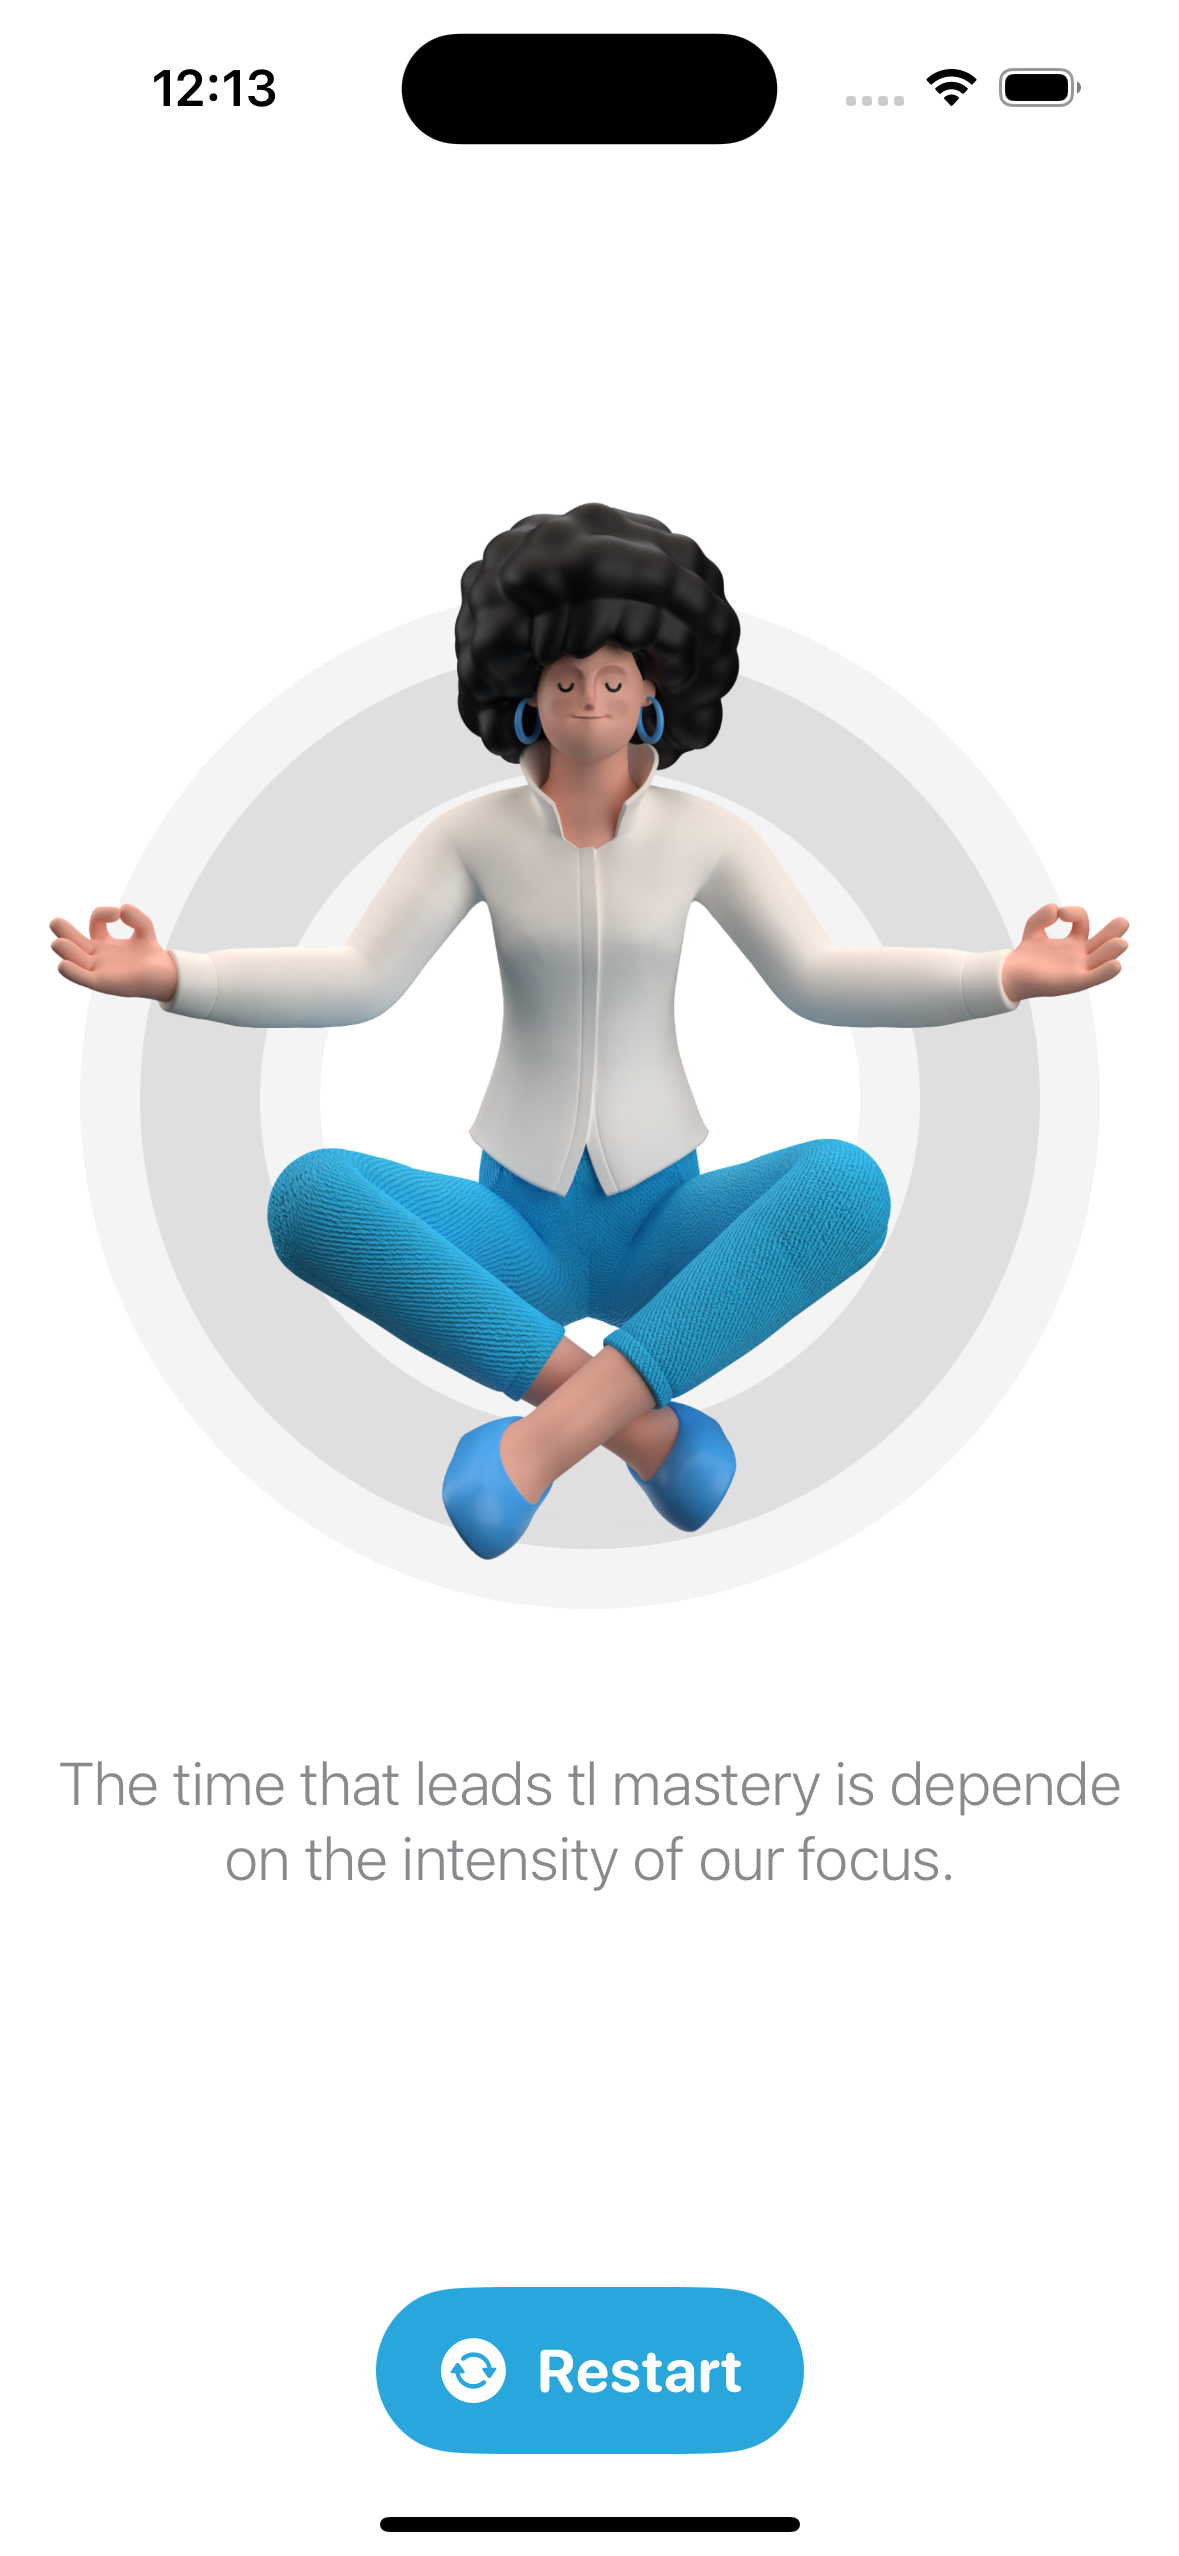 12:13
The time that leads tl mastery is depende
on the intensity of our focus.
Restart